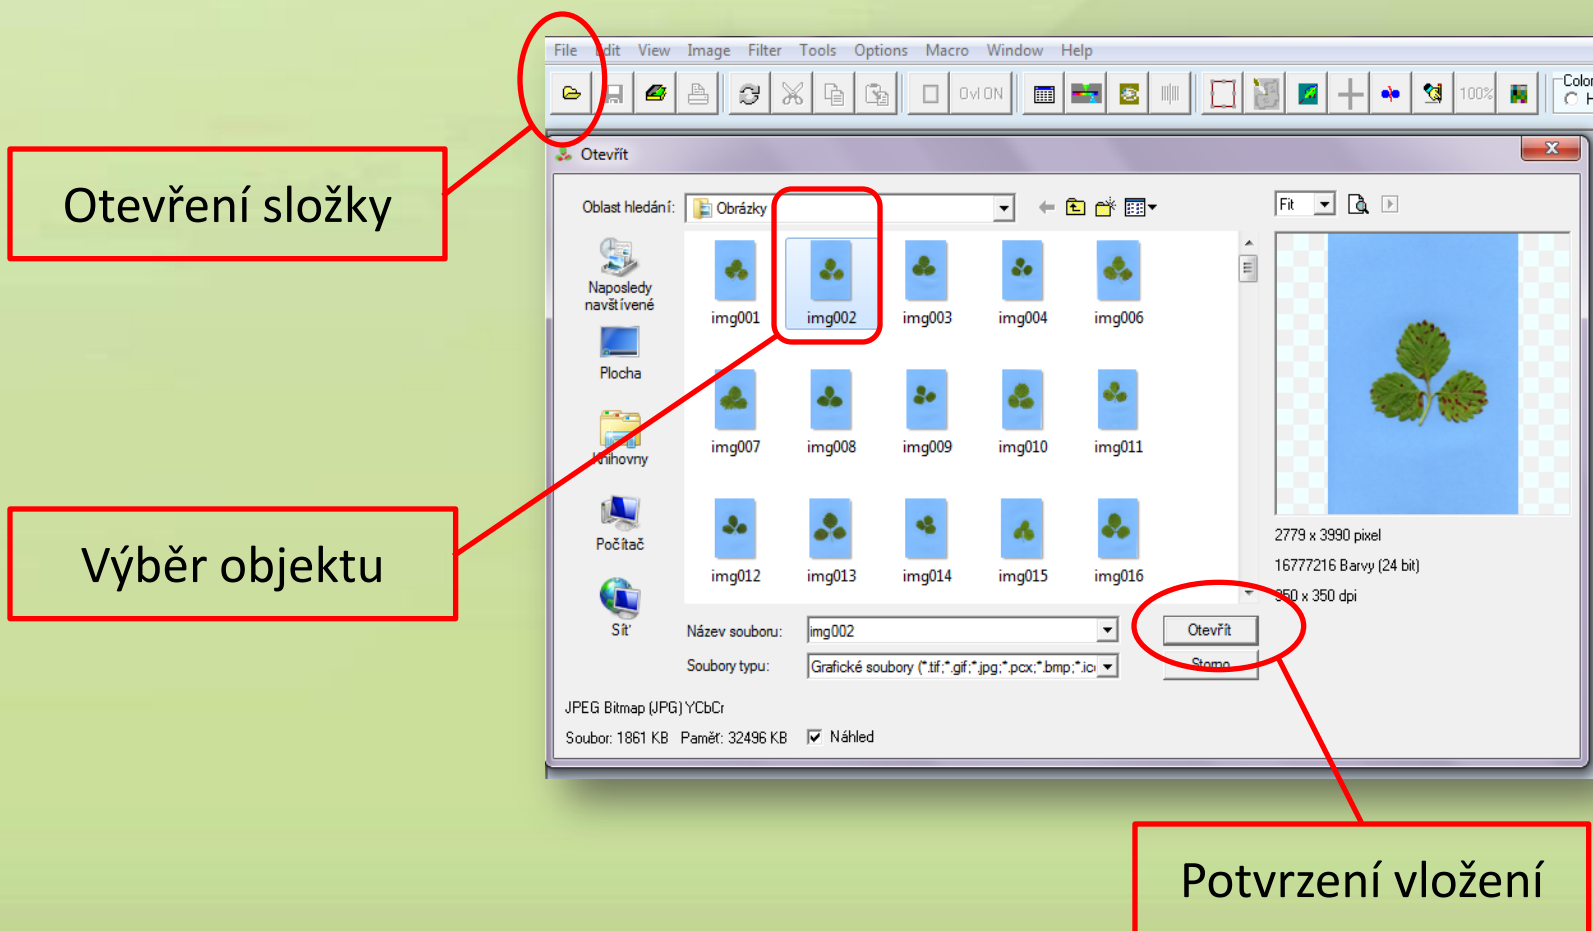 File Edit View Image Filter Tools Options Macro Window Help
Ovl ON
100%
Color
Otevřít
Otevření složky
Oblast hledání:
Obrázky
Fit
Naposledy
navštívené
img001 img002 img003 img004 img006
Plocha
img007 img008 img009 img010 img011
Knihovny
Výběr objektu
Počítač
2779 x 3990 pixel
16777216 Barvy (24 bit)
350 x 350 dpi
img012 img013 img014 img015 img016
Síť
Název souboru:
img002
Otevřít
Soubory typu:
Grafické soubory (*.tif;*.gif;*.jpg;*.pcx;*.bmp;*.ic
Storno
JPEG Bitmap (JPG) YCbCr
Soubor: 1861 KB Paměť: 32496 KB
Náhled
Potvrzení vložení